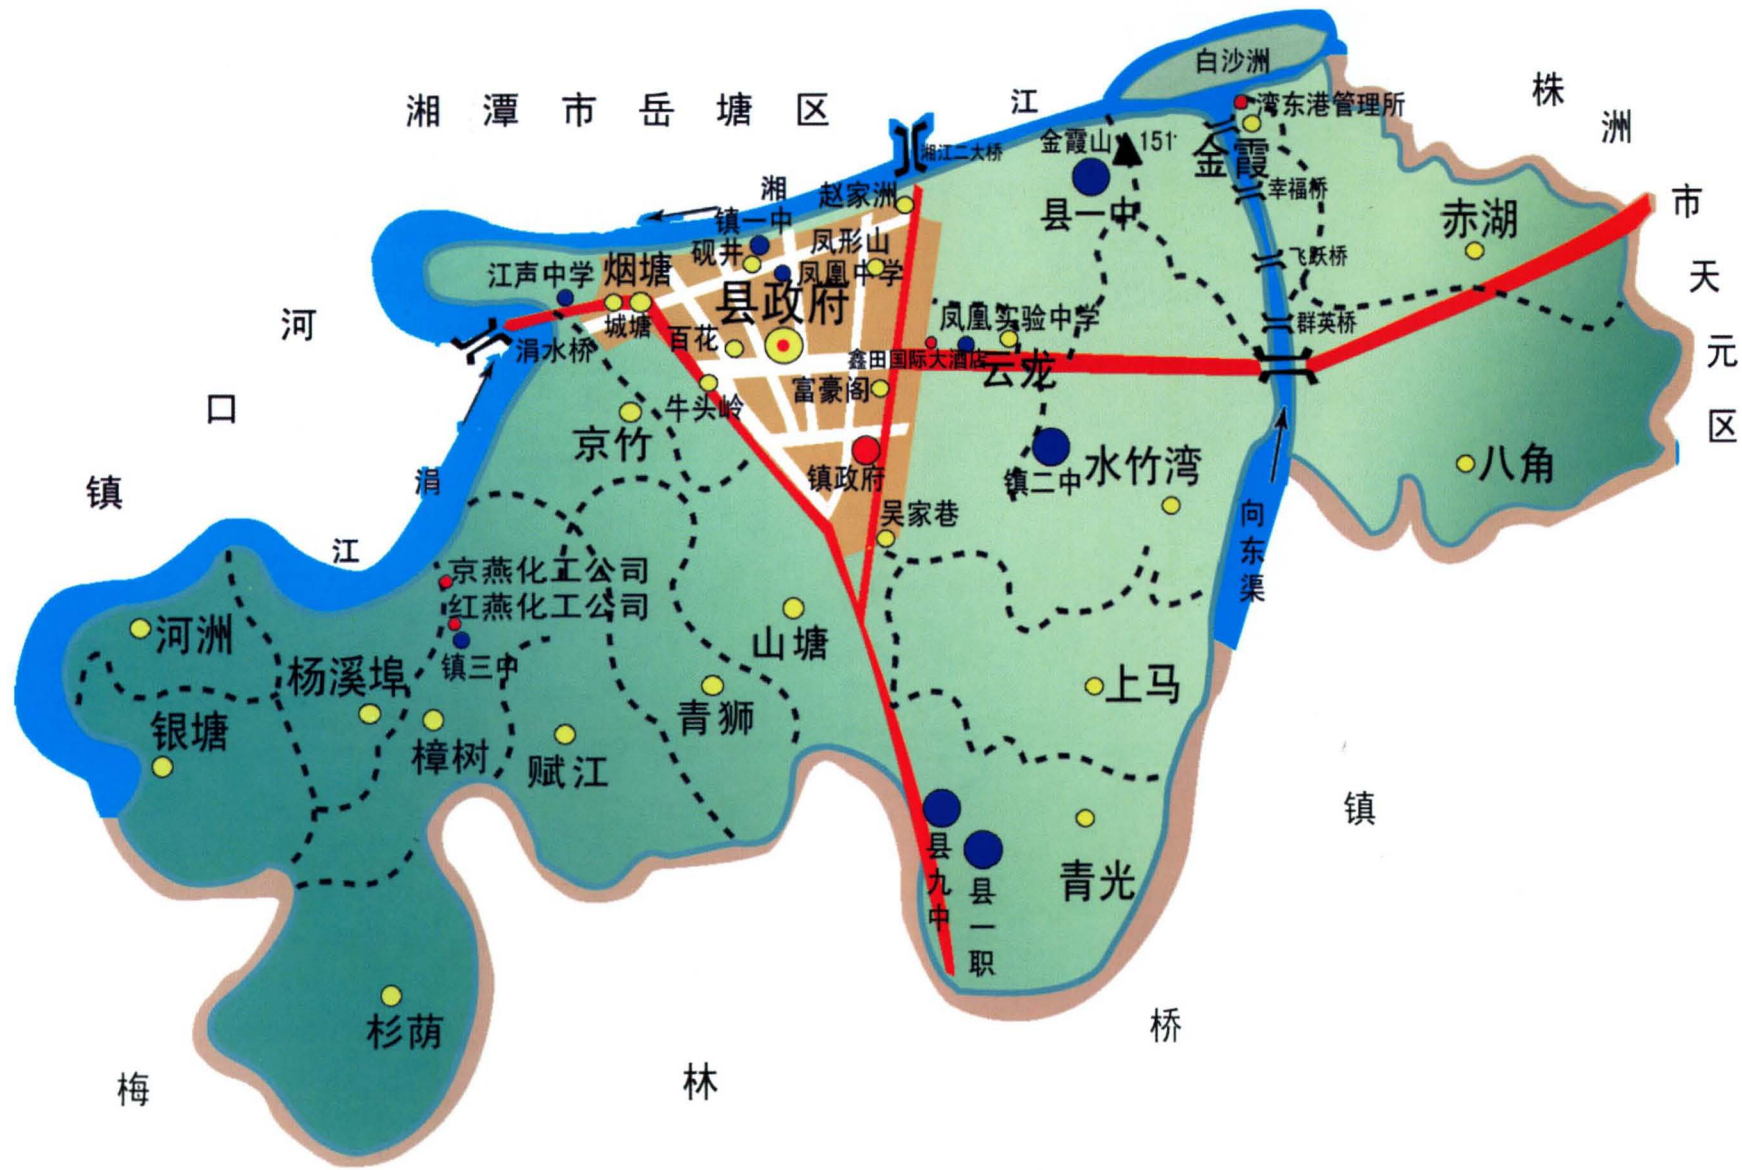 湘潭市岳塘区
江
白沙洲
株
洲
市
天
元
区
湾东港管理所
金霞山
151
金霞
湘江二大桥
幸福桥
湘
赵家洲
县一中
赤湖
镇一中
砚井
凤形山
飞跃桥
江声中学
烟塘
凤凰中学
县政府
城塘
凤凰实验中学
群英桥
河
口
镇
涓水桥
百花
鑫田国际大酒店
云龙
牛头岭
富豪阁
京竹
镇政府
镇二中
水竹湾
八角
涓
江
吴家巷
向东渠
京燕化工公司
红燕化工公司
河洲
镇三中
山塘
杨溪埠
上马
银塘
樟树
赋江
青狮
县九中
县一职
青光
镇
杉荫
梅
林
桥